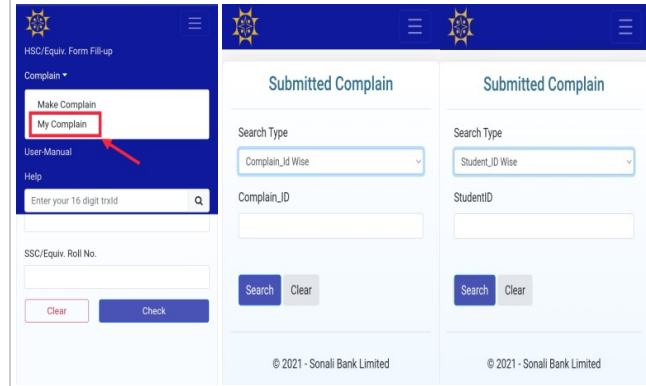 HSC/Equiv. Form Fill-up
Complain
Make Complain
My Complain
User-Manual
Help
Enter your 16 digit trxId
SSC/Equiv. Roll No.
Clear
Check
Submitted Complain
Search Type
Complain_Id Wise
Complain_ID
Search
Clear
© 2021 - Sonali Bank Limited
Submitted Complain
Search Type
Student_ID Wise
StudentID
Search
Clear
© 2021 - Sonali Bank Limited